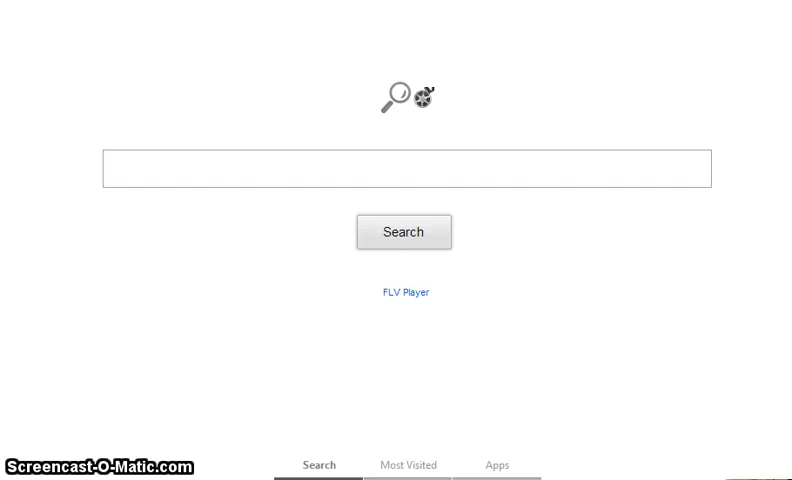 Search
FLV Player
Screencast-O-Matic.com
Search Most Visited Apps